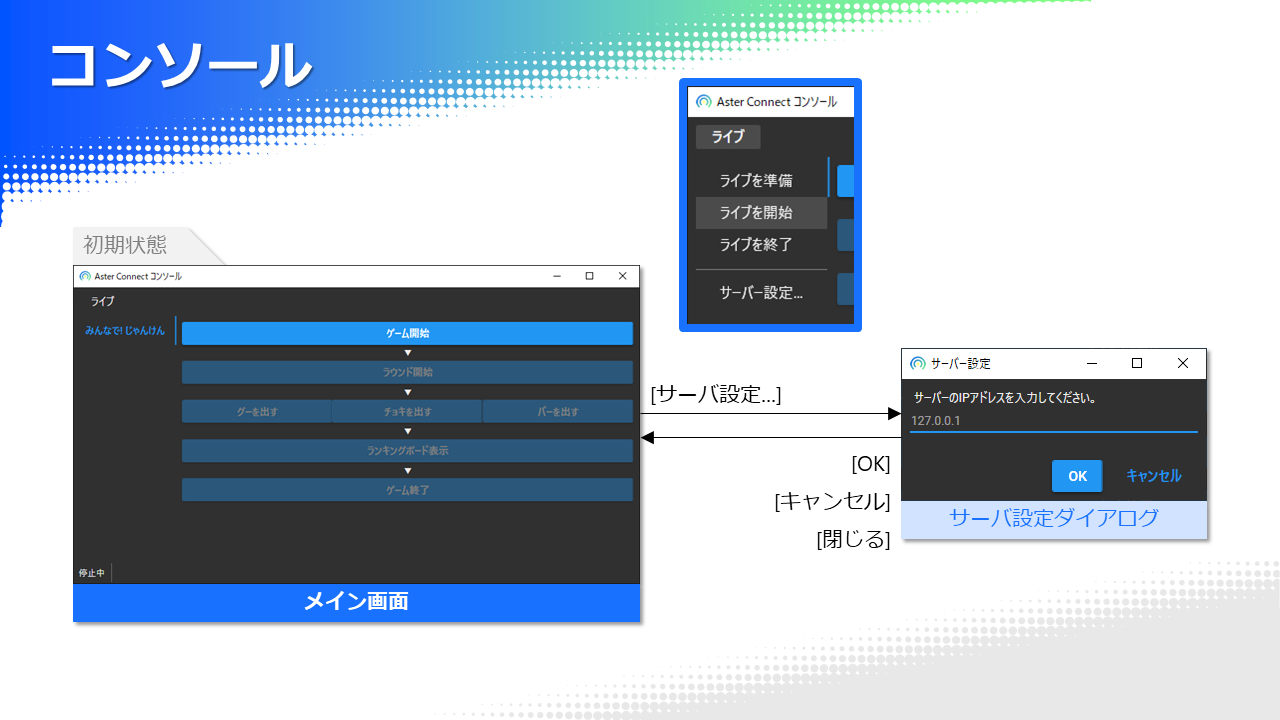 コンソール
Aster Connect コンソール
ライブ
ライブを準備
ライブを開始
ライブを終了
サーバー設定...
初期状態
Aster Connect コンソール
ライブ
みんなで! じゃんけん
ゲーム開始
▼
ラウンド開始
▼
グーを出す チョキを出す パーを出す
▼
ランキングボード表示
▼
ゲーム終了
停止中
メイン画面
[サーバ設定...]
[OK]
[キャンセル]
[閉じる]
サーバー設定
サーバーのIPアドレスを入力してください。
127.0.0.1
OK キャンセル
サーバ設定ダイアログ